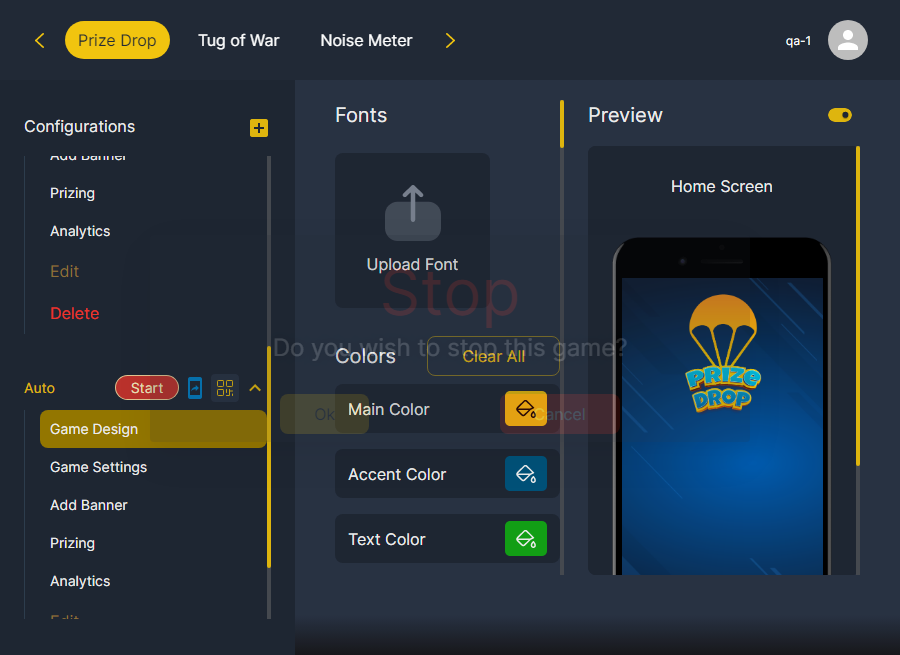 Prize Drop
Tug of War
Noise Meter
qa-1
Configurations
Add Banner
Prizing
Analytics
Edit
Delete
Auto
Start
Game Design
Game Settings
Add Banner
Prizing
Analytics
Edit
Fonts
Upload Font
Stop
Do you wish to stop this game?
Ok
Cancel
Colors
Clear All
Main Color
Accent Color
Text Color
Preview
Home Screen
PRIZE
DROP